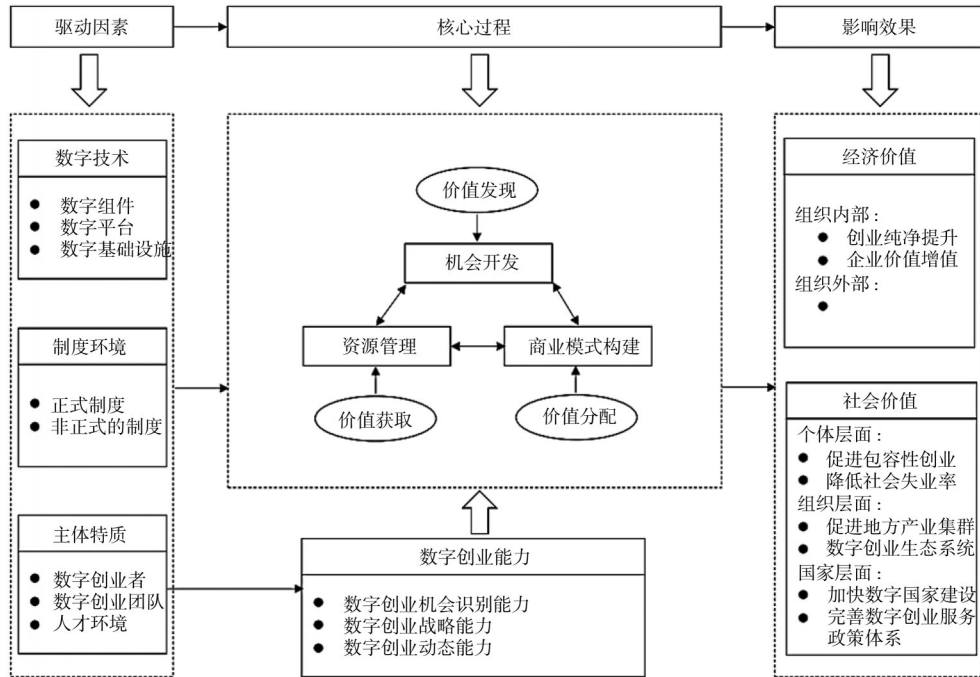 驱动因素
核心过程
影响效果
数字技术
● 数字组件
● 数字平台
● 数字基础设施
制度环境
● 正式制度
● 非正式的制度
主体特质
● 数字创业者
● 数字创业团队
● 人才环境
价值发现
机会开发
资源管理
商业模式构建
价值获取
价值分配
数字创业能力
● 数字创业机会识别能力
● 数字创业战略能力
● 数字创业动态能力
经济价值
组织内部:
● 创业纯净提升
● 企业价值增值
组织外部:
●
社会价值
个体层面:
● 促进包容性创业
● 降低社会失业率
组织层面:
● 促进地方产业集群
● 数字创业生态系统
国家层面:
● 加快数字国家建设
● 完善数字创业服务
政策体系